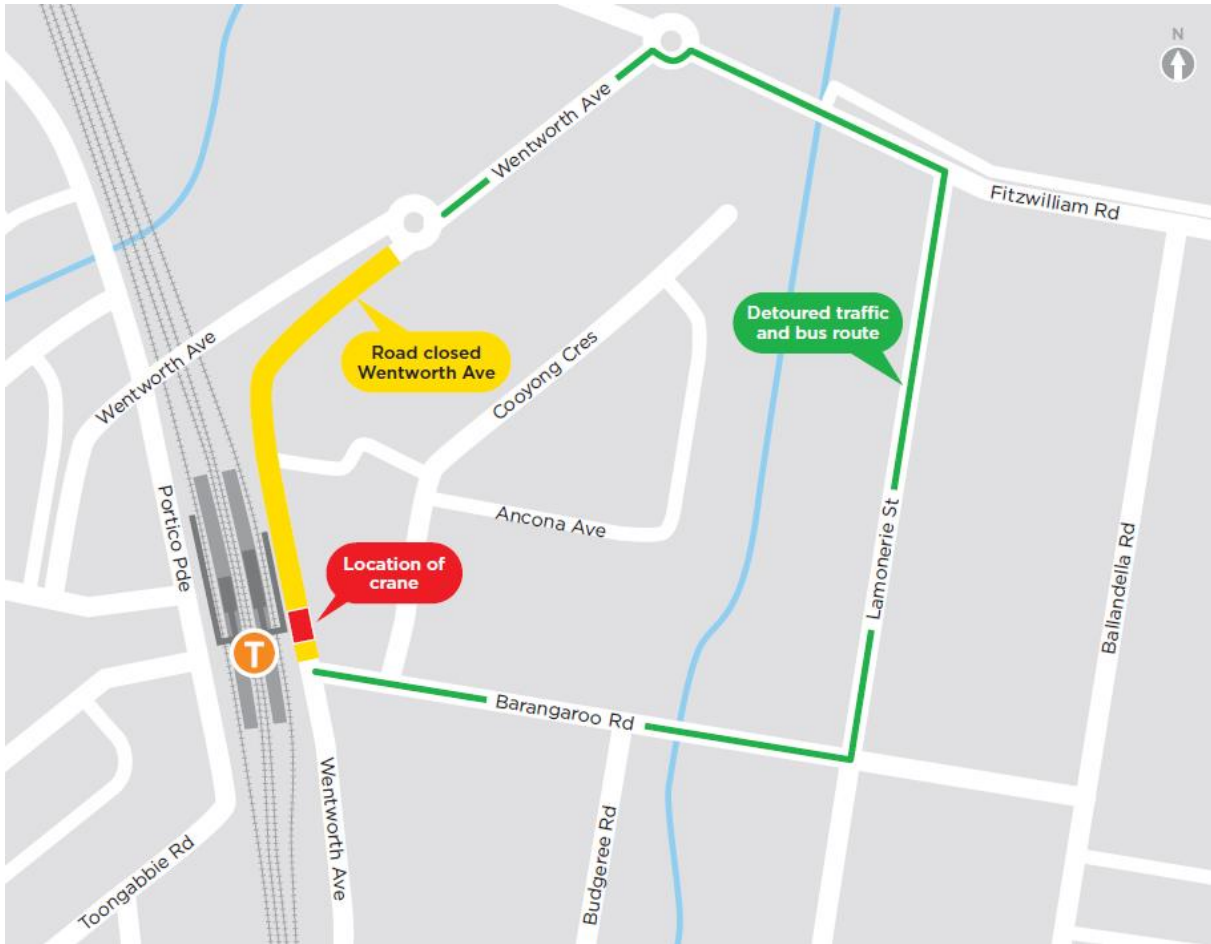 N
Wentworth Ave
Fitzwilliam Rd
Detoured traffic
and bus route
Road closed
Wentworth Ave
Wentworth Ave
Cooyong Cres
Portico Pde
Ancona Ave
Lamonerie St
Ballandella Rd
Location of
crane
T
Barangaroo Rd
Wentworth Ave
Budgeree Rd
Toongabbie Rd